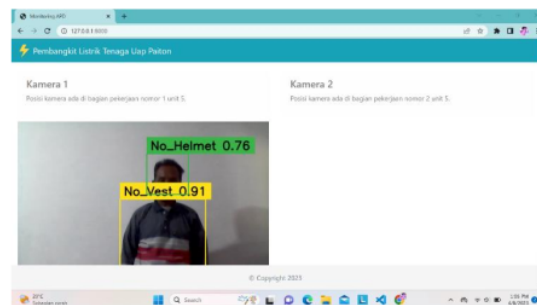 Monitoring APD
127.0.0.1
Pembangkit Listrik Tenaga Uap Paiton
Kamera 1
Kamera 2
Posisi kamera ada di bagian pekerjaan nomor 1 unit 5.
Posisi kamera ada di bagian pekerjaan nomor 2 unit 5.
No_Helmet 0.76
No_Vest 0.91
© Copyright 2023
Search